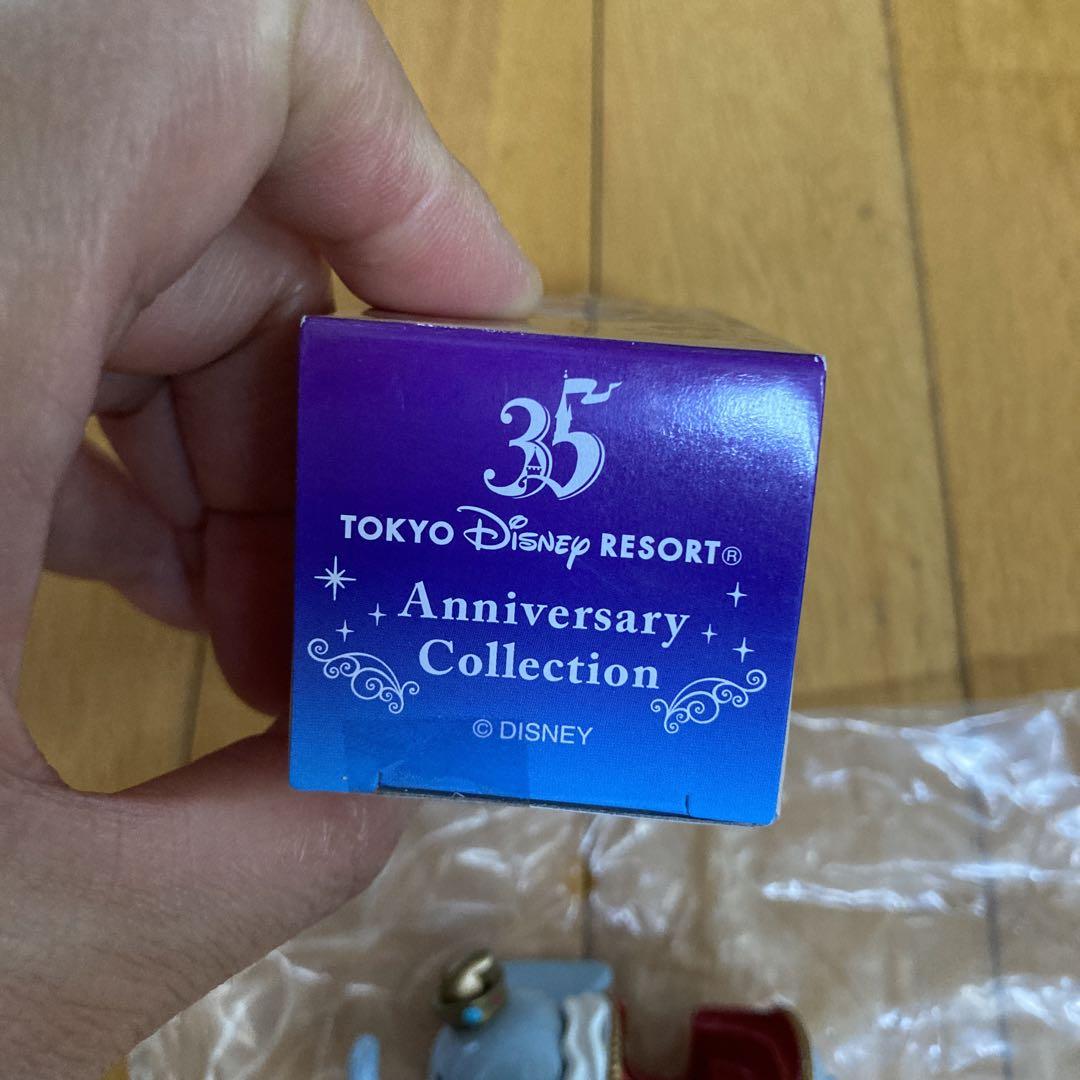 35
TOKYO Disney RESORT®
Anniversary
Collection
© DISNEY